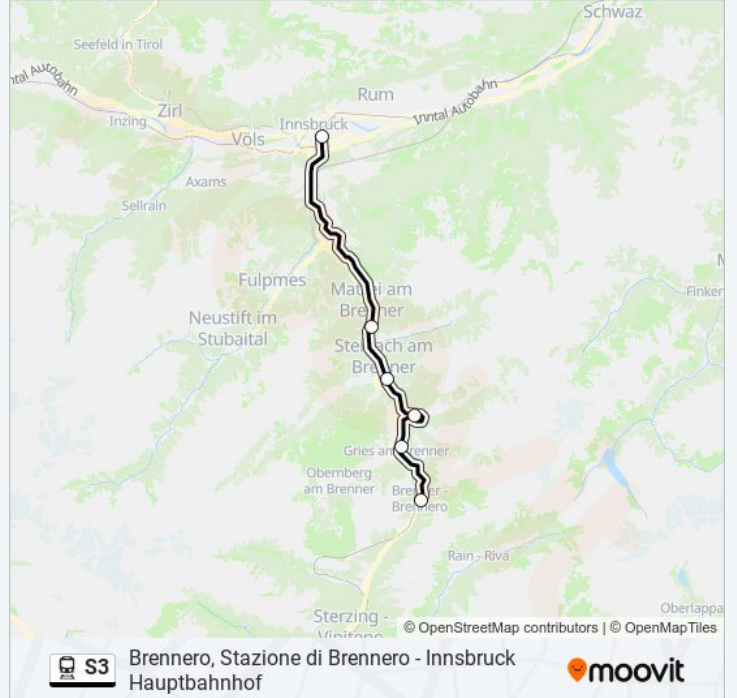 Schwaz
Seefeld in Tirol
Inntal Autobahn
Rum
Zirl
Inzing
Innsbruck
Völs
Inntal Autobahn
Axams
Sellrain
Fulpmes
Matrei am
Brenner
Neustift im
Stubaital
Steinach am
Brenner
Gries am Brenner
Obernberg
am Brenner
Brenner -
Brennero
Rain - Riva
Sterzing -
Vipiteno
Oberlappa
© OpenStreetMap contributors | © OpenMapTiles
S3
Brennero, Stazione di Brennero - Innsbruck
Hauptbahnhof
moovit